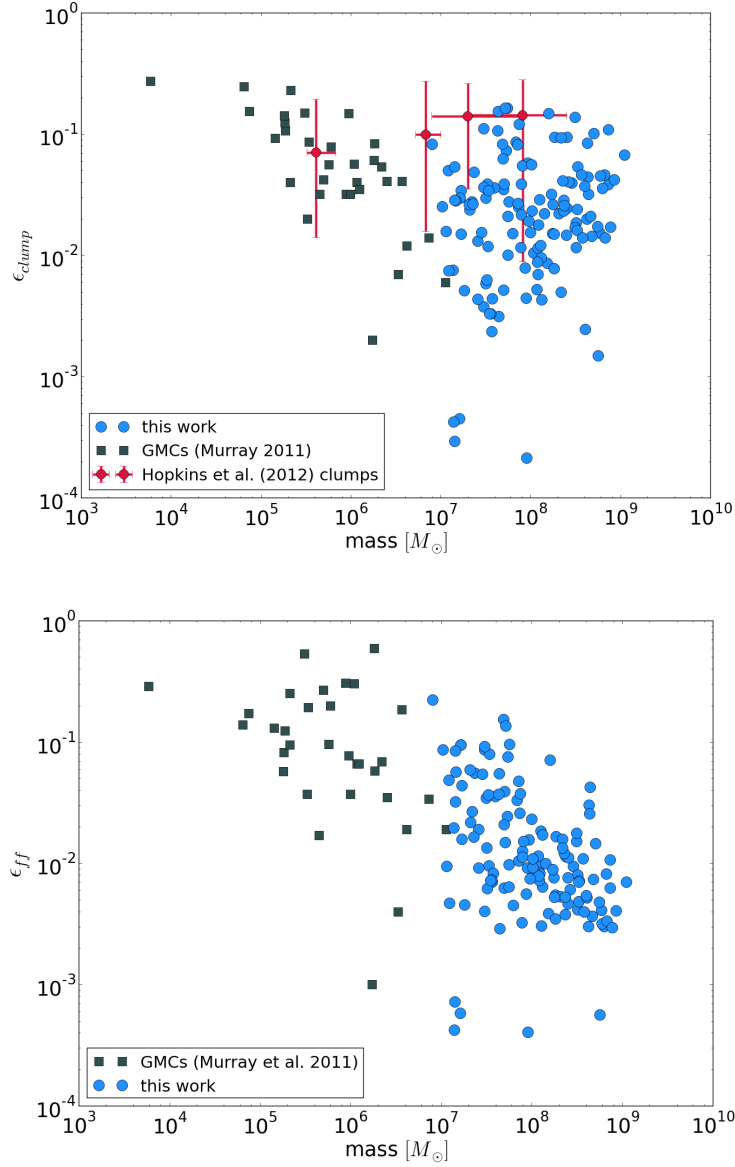 10^0
10^-1
10^-2
10^-3
10^-4
ϵ_clump
this work
GMCs (Murray 2011)
Hopkins et al. (2012) clumps
10^3 10^4 10^5 10^6 10^7 10^8 10^9 10^10
mass [M_⊙]
10^0
10^-1
10^-2
10^-3
10^-4
ϵ_ff
GMCs (Murray et al. 2011)
this work
10^3 10^4 10^5 10^6 10^7 10^8 10^9 10^10
mass [M_⊙]